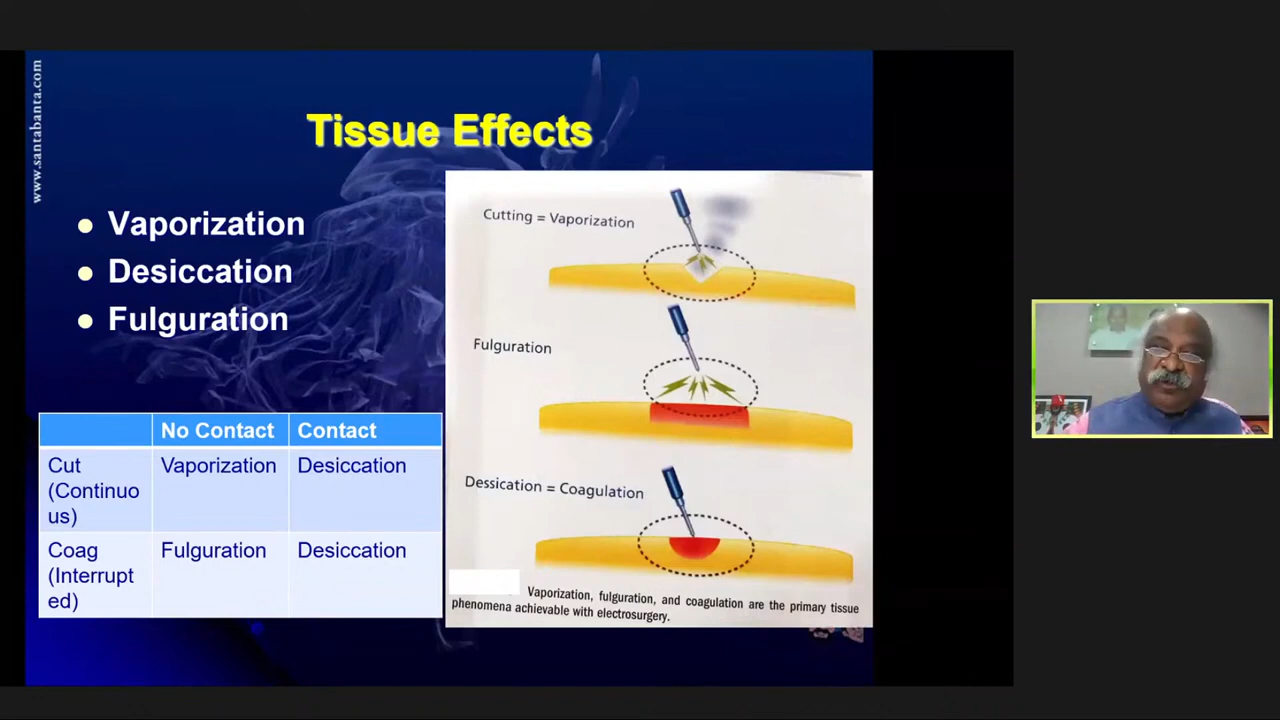 www.santabanta.com
Tissue Effects
Vaporization
Desiccation
Fulguration
No Contact Contact
Cut
(Continuo
us)
Vaporization
Desiccation
Coag
(Interrupt
ed)
Fulguration
Desiccation
Cutting = Vaporization
Fulguration
Dessication = Coagulation
Vaporization, fulguration, and coagulation are the primary tissue
phenomena achievable with electrosurgery.